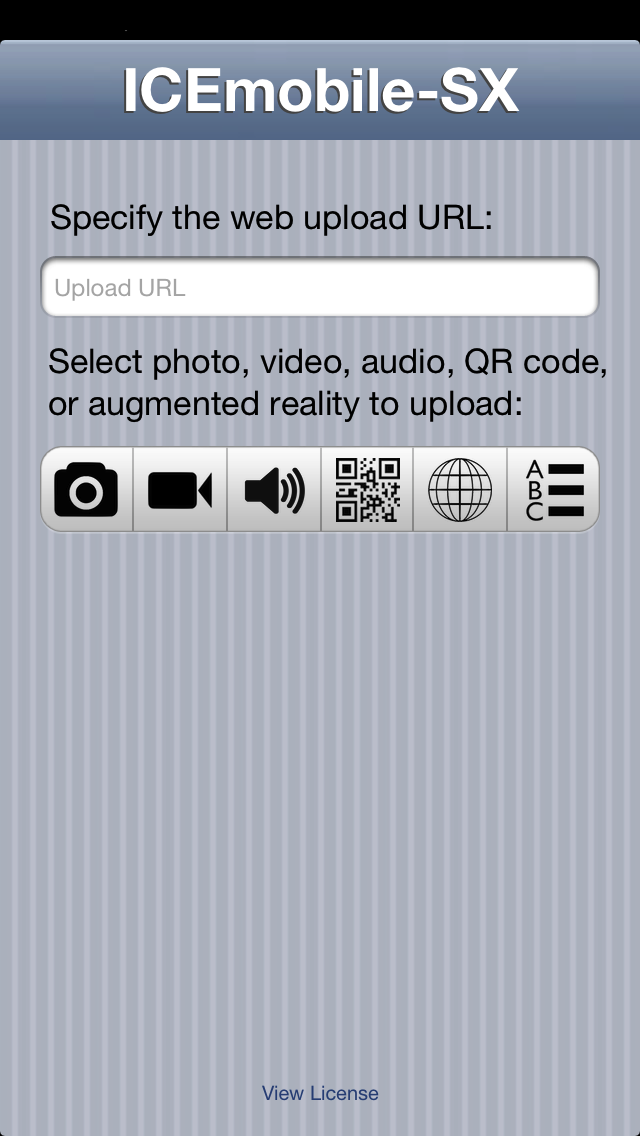 ICEmobile-SX
Specify the web upload URL:
Upload URL
Select photo, video, audio, QR code,
or augmented reality to upload:
A
B
C
View License